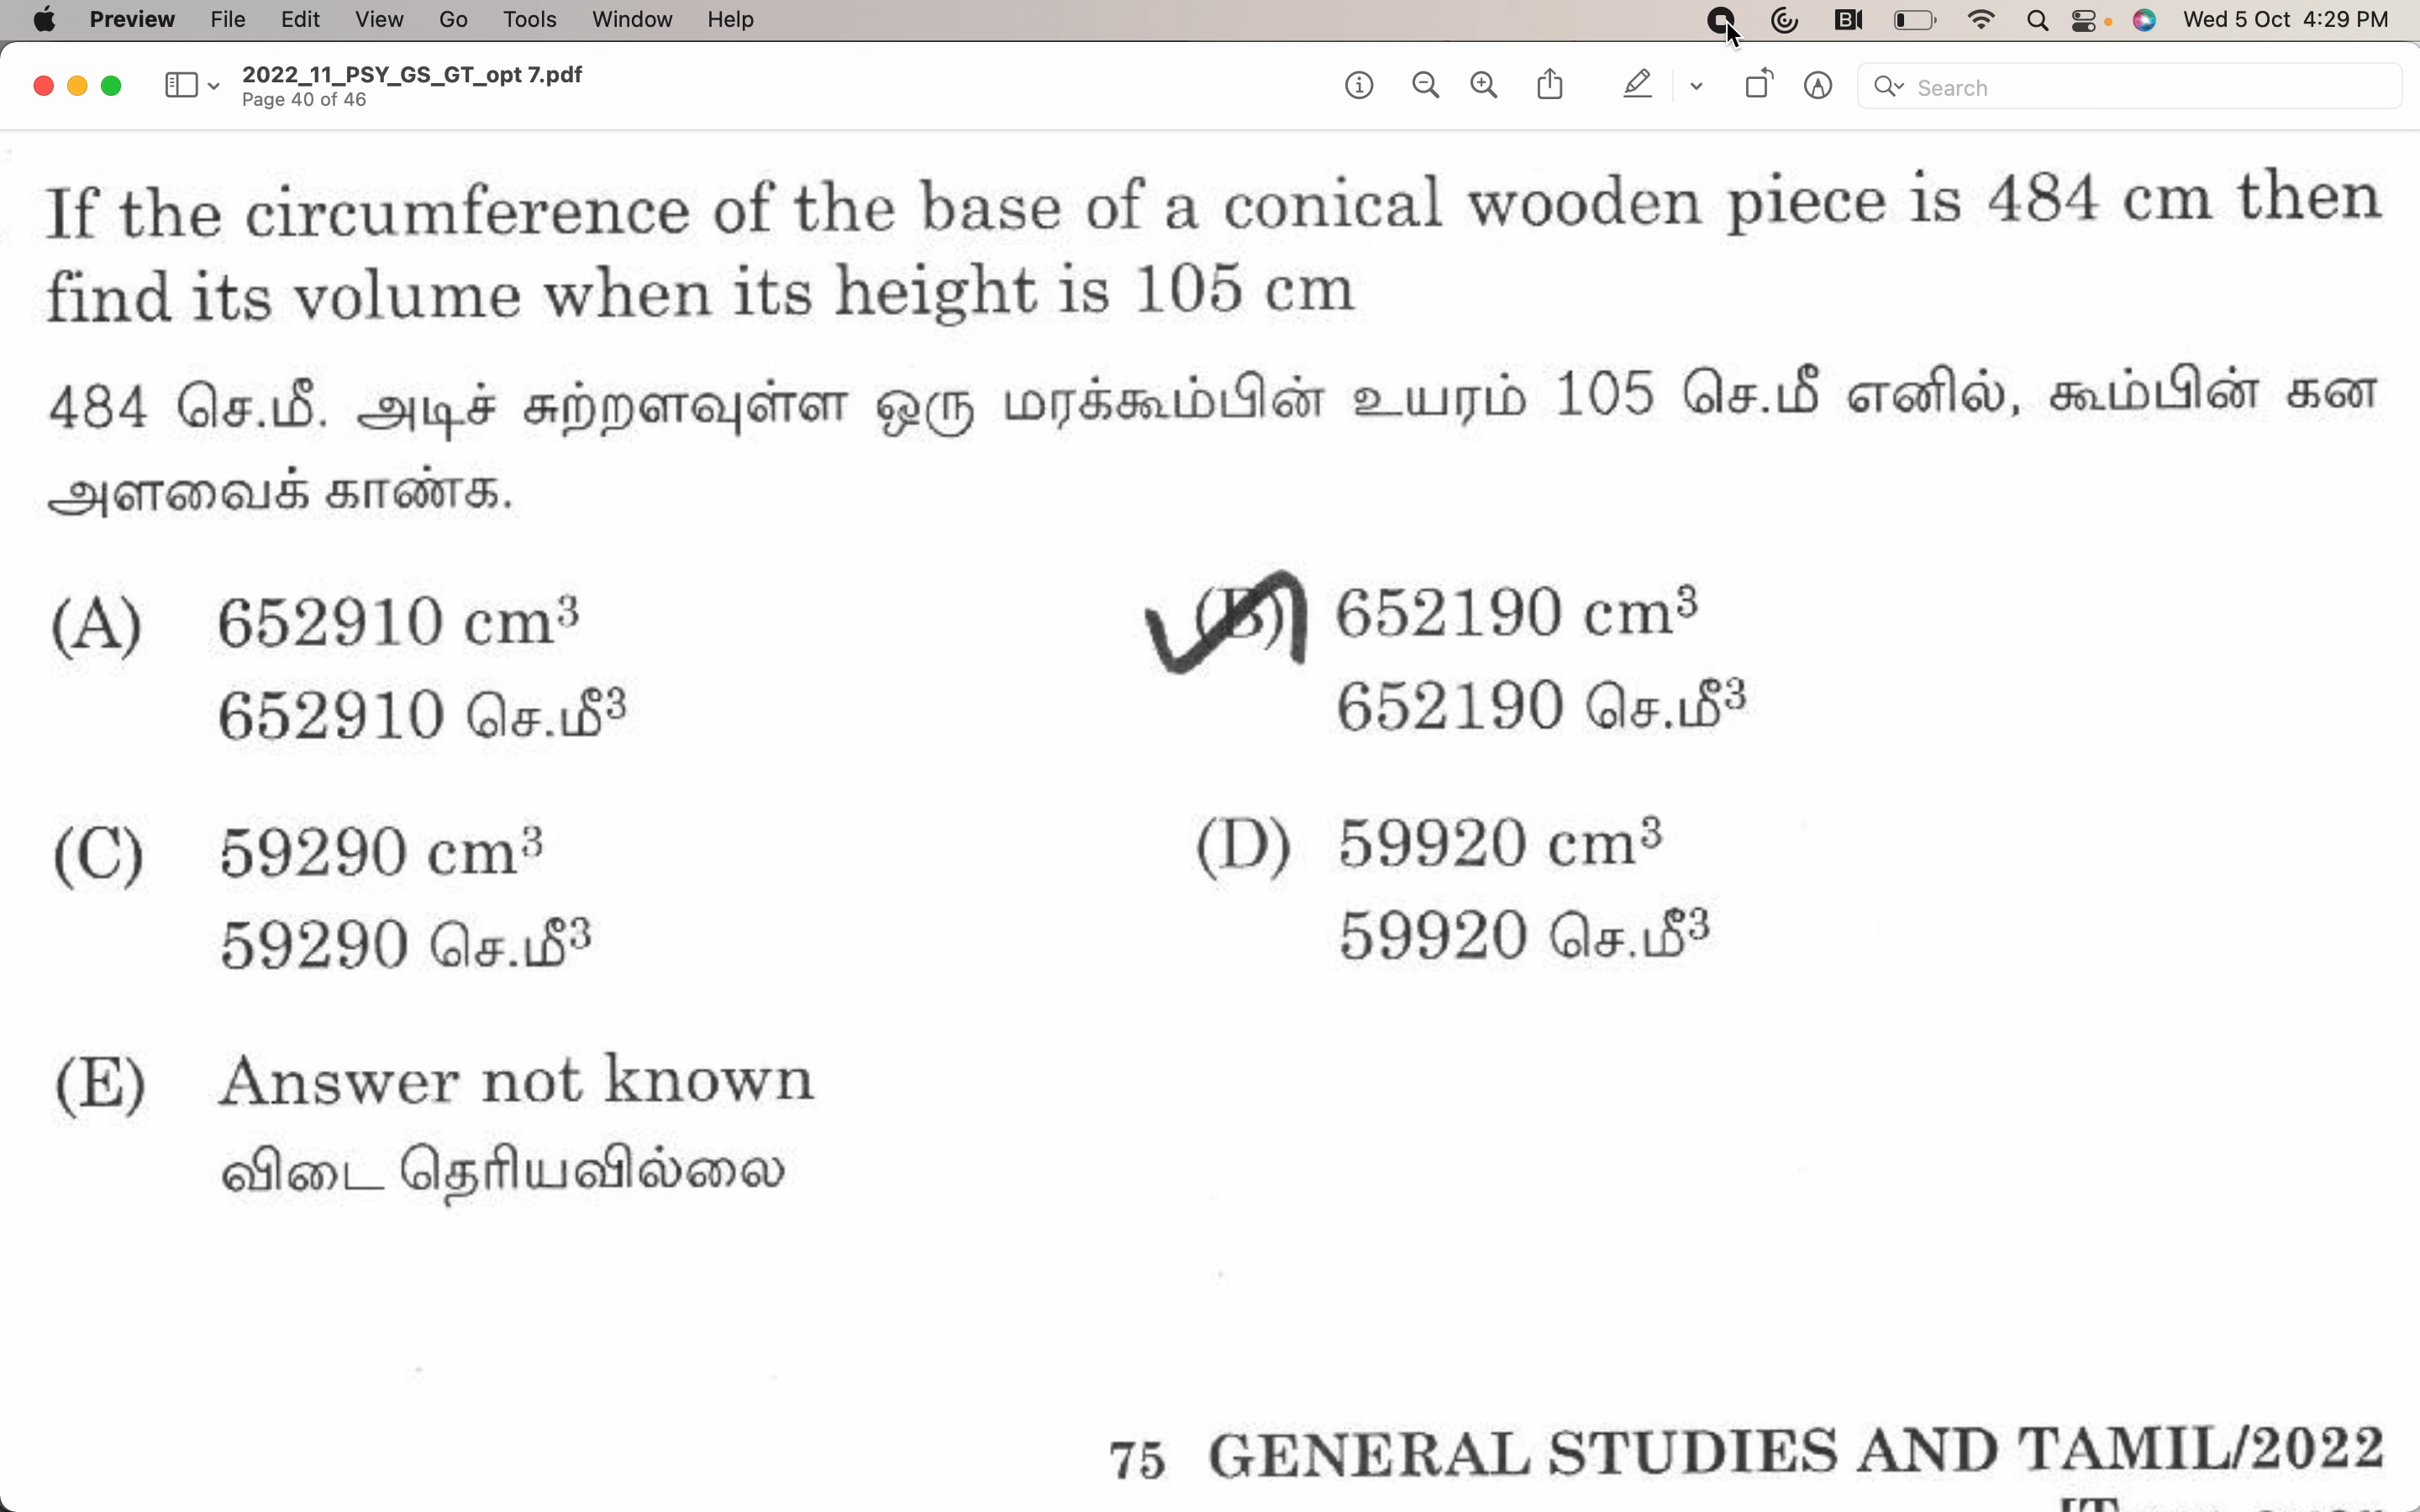 Preview File Edit View Go Tools Window Help Wed 5 Oct 4:29 PM
2022_11_PSY_GS_GT_opt 7.pdf
Page 40 of 46
Search
If the circumference of the base of a conical wooden piece is 484 cm then
find its volume when its height is 105 cm
484 செ.மீ. அடிச் சுற்றளவுள்ள ஒரு மரக்கூம்பின் உயரம் 105 செ.மீ எனில், கூம்பின் கன
அளவைக் காண்க.
(A) 652910 cm³ (B) 652190 cm³
652910 செ.மீ³ 652190 செ.மீ³
(C) 59290 cm³ (D) 59920 cm³
59290 செ.மீ³ 59920 செ.மீ³
(E) Answer not known
விடை தெரியவில்லை
75 GENERAL STUDIES AND TAMIL/2022